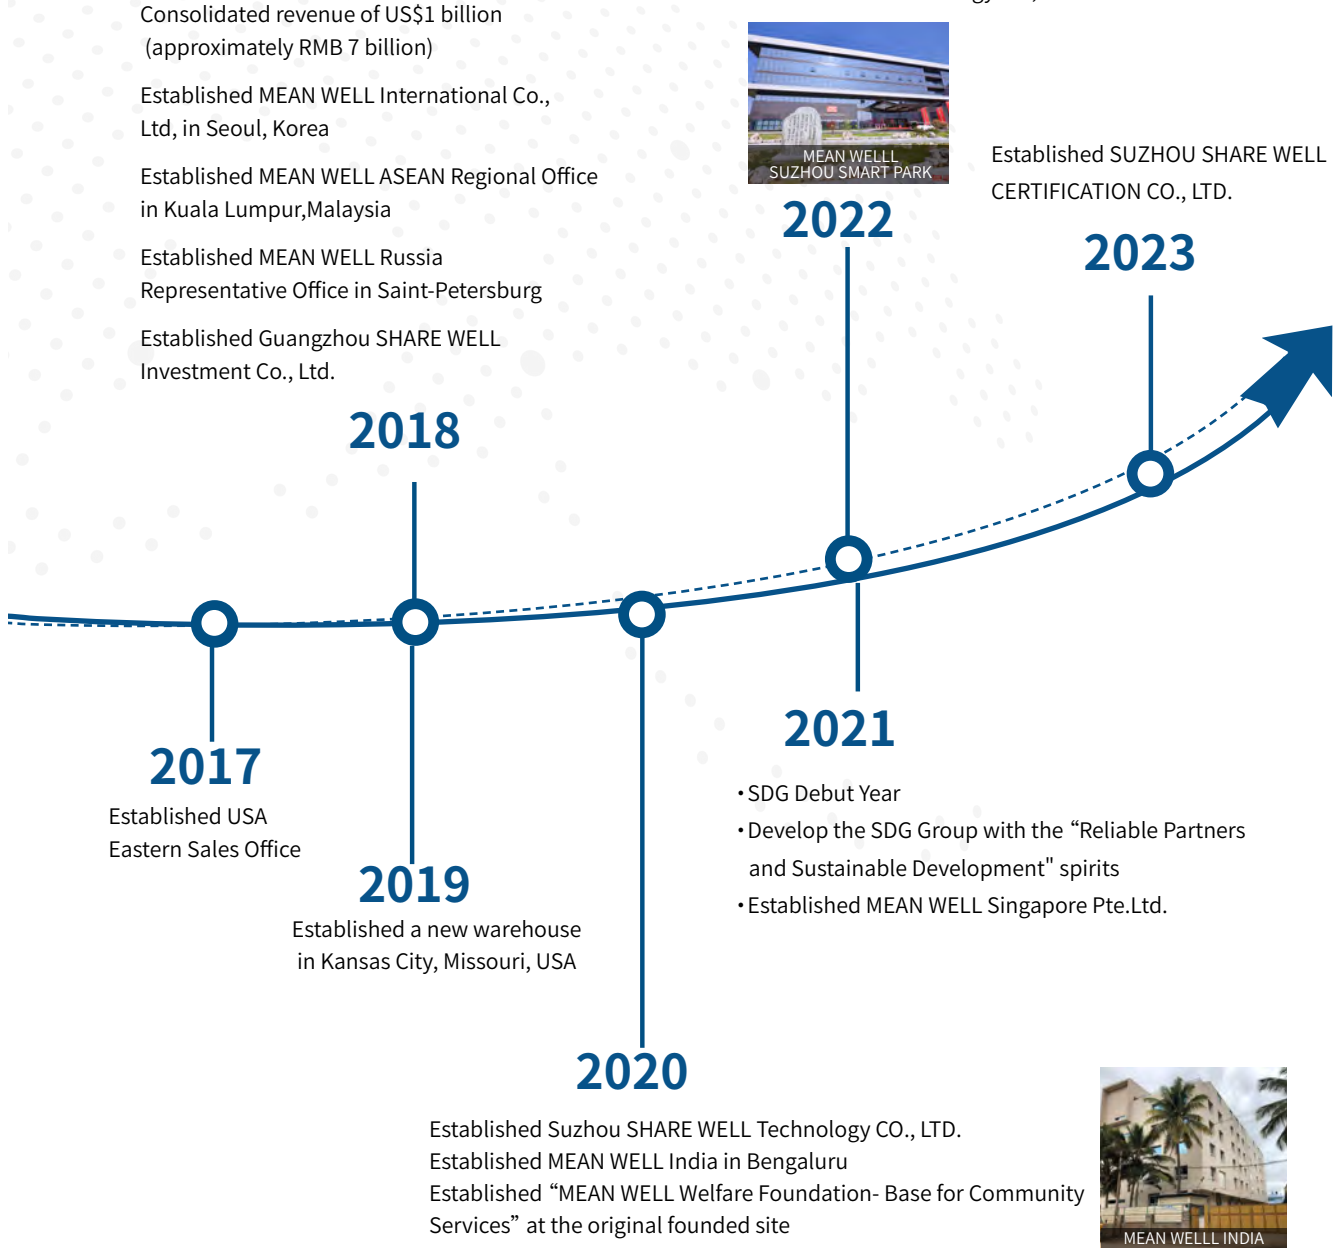 Consolidated revenue of US$1 billion
(approximately RMB 7 billion)
Established MEAN WELL International Co.,
Ltd, in Seoul, Korea
Established MEAN WELL ASEAN Regional Office
in Kuala Lumpur,Malaysia
Established MEAN WELL Russia
Representative Office in Saint-Petersburg
Established Guangzhou SHARE WELL
Investment Co., Ltd.
2018
MEAN WELLL
SUZHOU SMART PARK
2022
Established SUZHOU SHARE WELL
CERTIFICATION CO., LTD.
2023
2017
Established USA
Eastern Sales Office
2019
Established a new warehouse
in Kansas City, Missouri, USA
2021
・SDG Debut Year
・Develop the SDG Group with the “Reliable Partners
and Sustainable Development" spirits
・Established MEAN WELL Singapore Pte.Ltd.
2020
Established Suzhou SHARE WELL Technology CO., LTD.
Established MEAN WELL India in Bengaluru
Established “MEAN WELL Welfare Foundation- Base for Community
Services” at the original founded site
MEAN WELLL INDIA